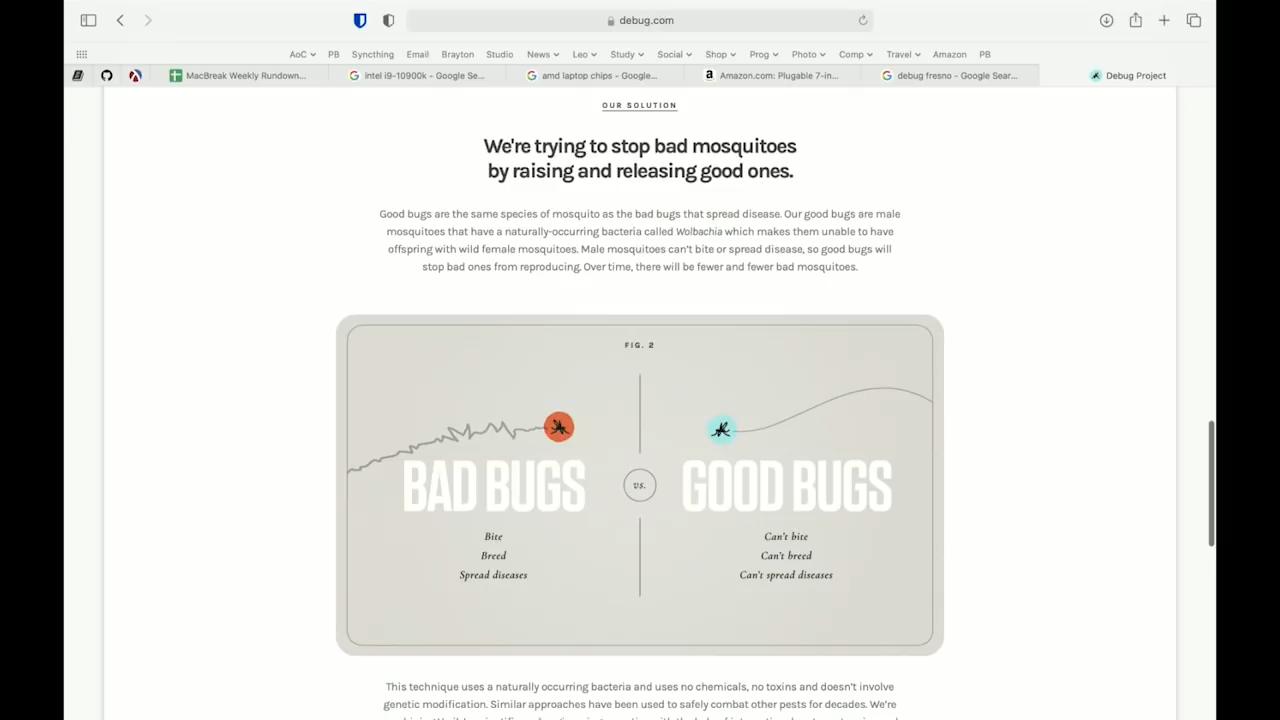 debug.com
AoC PB Syncthing Email Brayton Studio News Leo Study Social Shop Prog Photo Comp Travel Amazon PB
MacBreak Weekly Rundown... intel i9-10900k - Google Se... amd laptop chips - Google... Amazon.com: Plugable 7-in... debug fresno - Google Sear... Debug Project
OUR SOLUTION
We're trying to stop bad mosquitoes
by raising and releasing good ones.
Good bugs are the same species of mosquito as the bad bugs that spread disease. Our good bugs are male
mosquitoes that have a naturally-occurring bacteria called Wolbachia which makes them unable to have
offspring with wild female mosquitoes. Male mosquitoes can't bite or spread disease, so good bugs will
stop bad ones from reproducing. Over time, there will be fewer and fewer bad mosquitoes.
FIG. 2
BAD BUGS
vs.
GOOD BUGS
Bite
Breed
Spread diseases
Can't bite
Can't breed
Can't spread diseases
This technique uses a naturally occurring bacteria and uses no chemicals, no toxins and doesn't involve
genetic modification. Similar approaches have been used to safely combat other pests for decades. We're